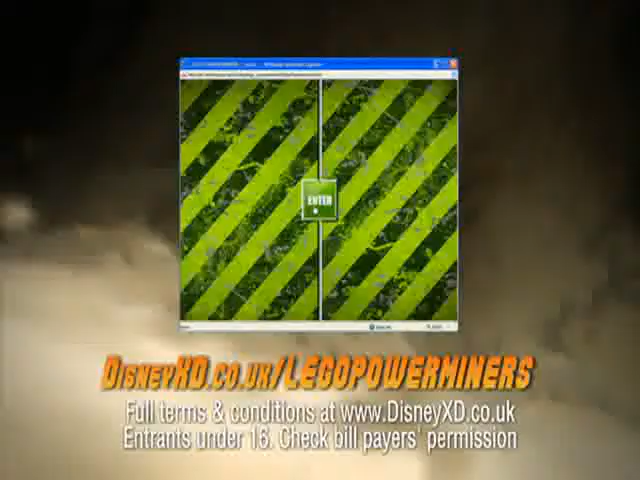 ENTER
DisneyXD.co.uk/LEGOPOWERMINERS
Full terms & conditions at www.DisneyXD.co.uk
Entrants under 16. Check bill payers' permission